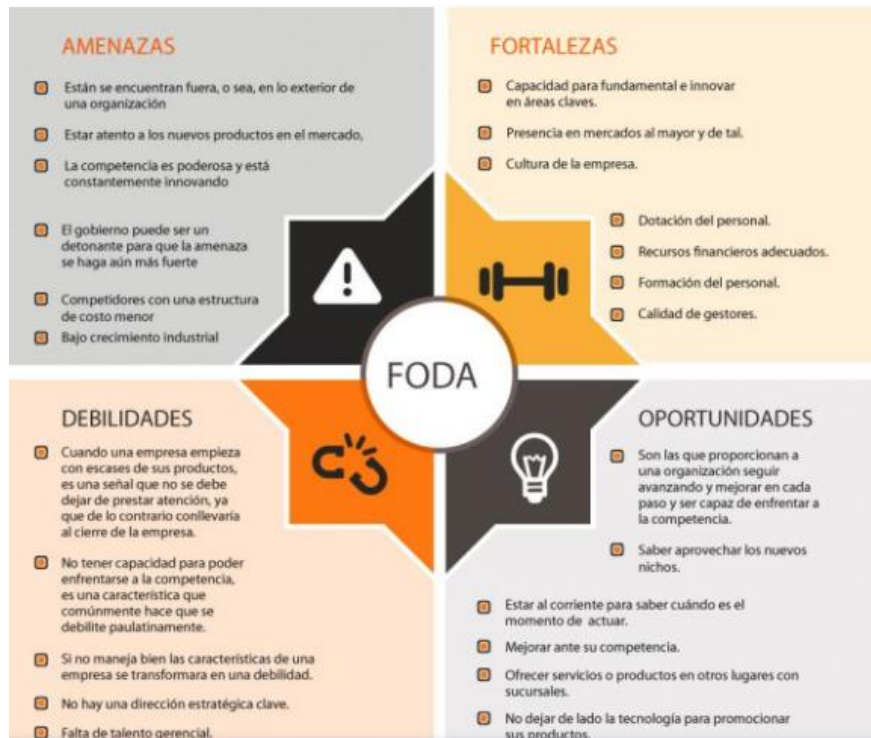 AMENAZAS
Están se encuentran fuera, o sea, en lo exterior de
una organización
Estar atento a los nuevos productos en el mercado,
La competencia es poderosa y está
constantemente innovando
El gobierno puede ser un
detonante para que la amenaza
se haga aún más fuerte
Competidores con una estructura
de costo menor
Bajo crecimiento industrial
FORTALEZAS
Capacidad para fundamental e innovar
en áreas claves.
Presencia en mercados al mayor y de tal.
Cultura de la empresa.
Dotación del personal.
Recursos financieros adecuados.
Formación del personal.
Calidad de gestores.
FODA
DEBILIDADES
Cuando una empresa empieza
con escases de sus productos,
es una señal que no se debe
dejar de prestar atención, ya
que de lo contrario conllevaría
al cierre de la empresa.
No tener capacidad para poder
enfrentarse a la competencia,
es una característica que
comúnmente hace que se
debilite paulatinamente.
Si no maneja bien las características de una
empresa se transformara en una debilidad.
No hay una dirección estratégica clave.
Falta de talento gerencial.
OPORTUNIDADES
Son las que proporcionan a
una organización seguir
avanzando y mejorar en cada
paso y ser capaz de enfrentar a
la competencia.
Saber aprovechar los nuevos
nichos.
Estar al corriente para saber cuándo es el
momento de actuar.
Mejorar ante su competencia.
Ofrecer servicios o productos en otros lugares con
sucursales.
No dejar de lado la tecnología para promocionar
sus productos.